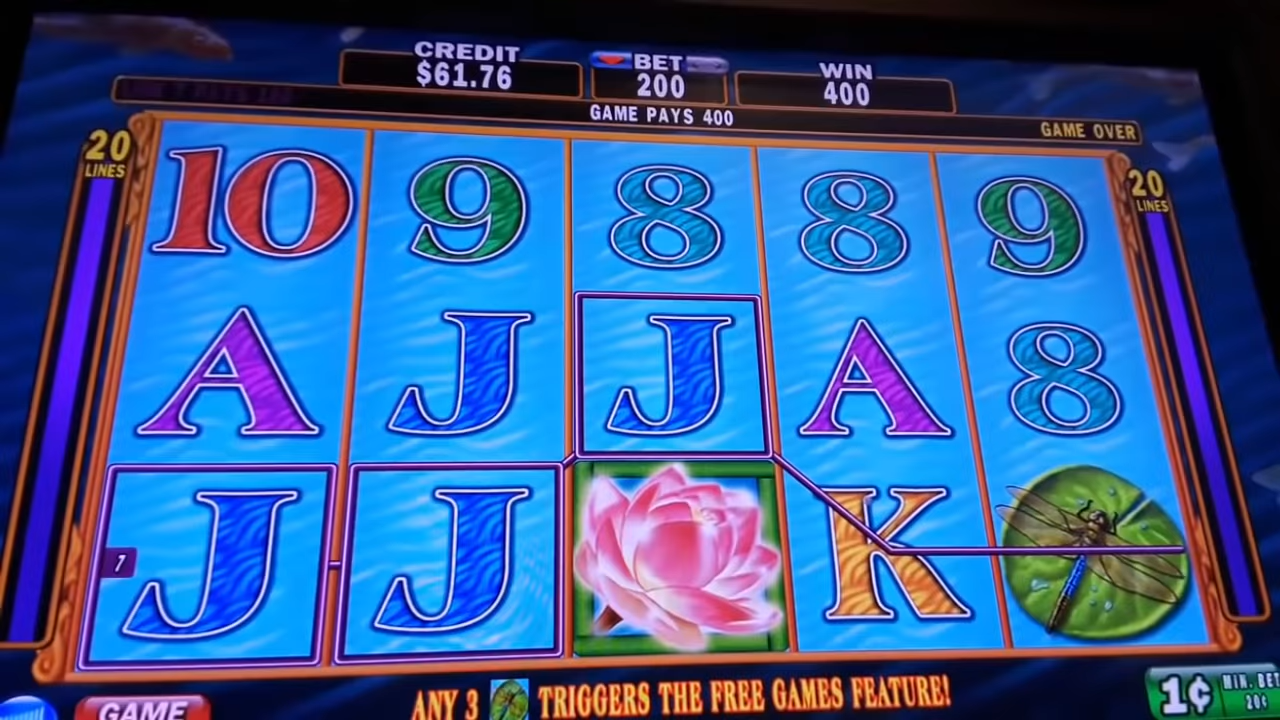 CREDIT
$61.76
BET
200
WIN
400
GAME PAYS 400
GAME OVER
20
LINES
20
LINES
10 9 8 8 9
A J J A 8
7
J J K
ANY 3 TRIGGERS THE FREE GAMES FEATURE!
GAME
1¢
MIN. BET
20¢